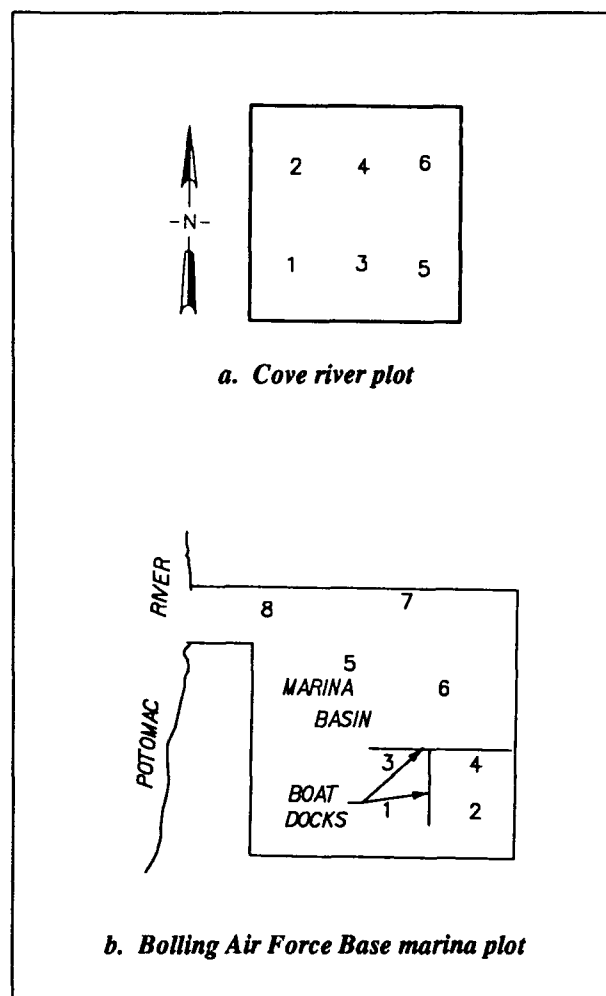 2 4 6
-N-
1 3 5
a. Cove river plot
RIVER
8 7
5
MARINA 6
BASIN
POTOMAC
3 4
BOAT
DOCKS 1 2
b. Bolling Air Force Base marina plot